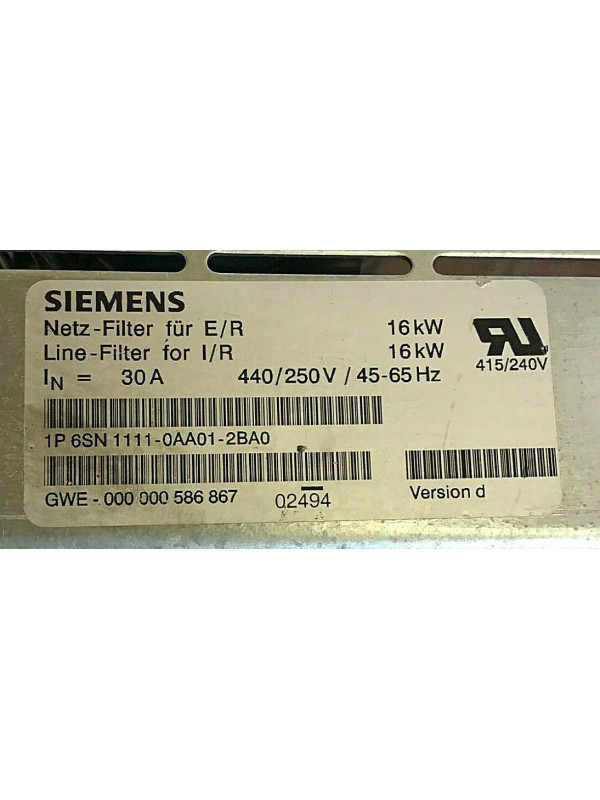 SIEMENS
Netz-Filter für E/R 16 kW
Line-Filter for I/R 16 kW
IN = 30 A 440/250 V / 45-65 Hz
415/240V
1P 6SN 1111-0AA01-2BA0
GWE - 000 000 586 867 02494 Version d